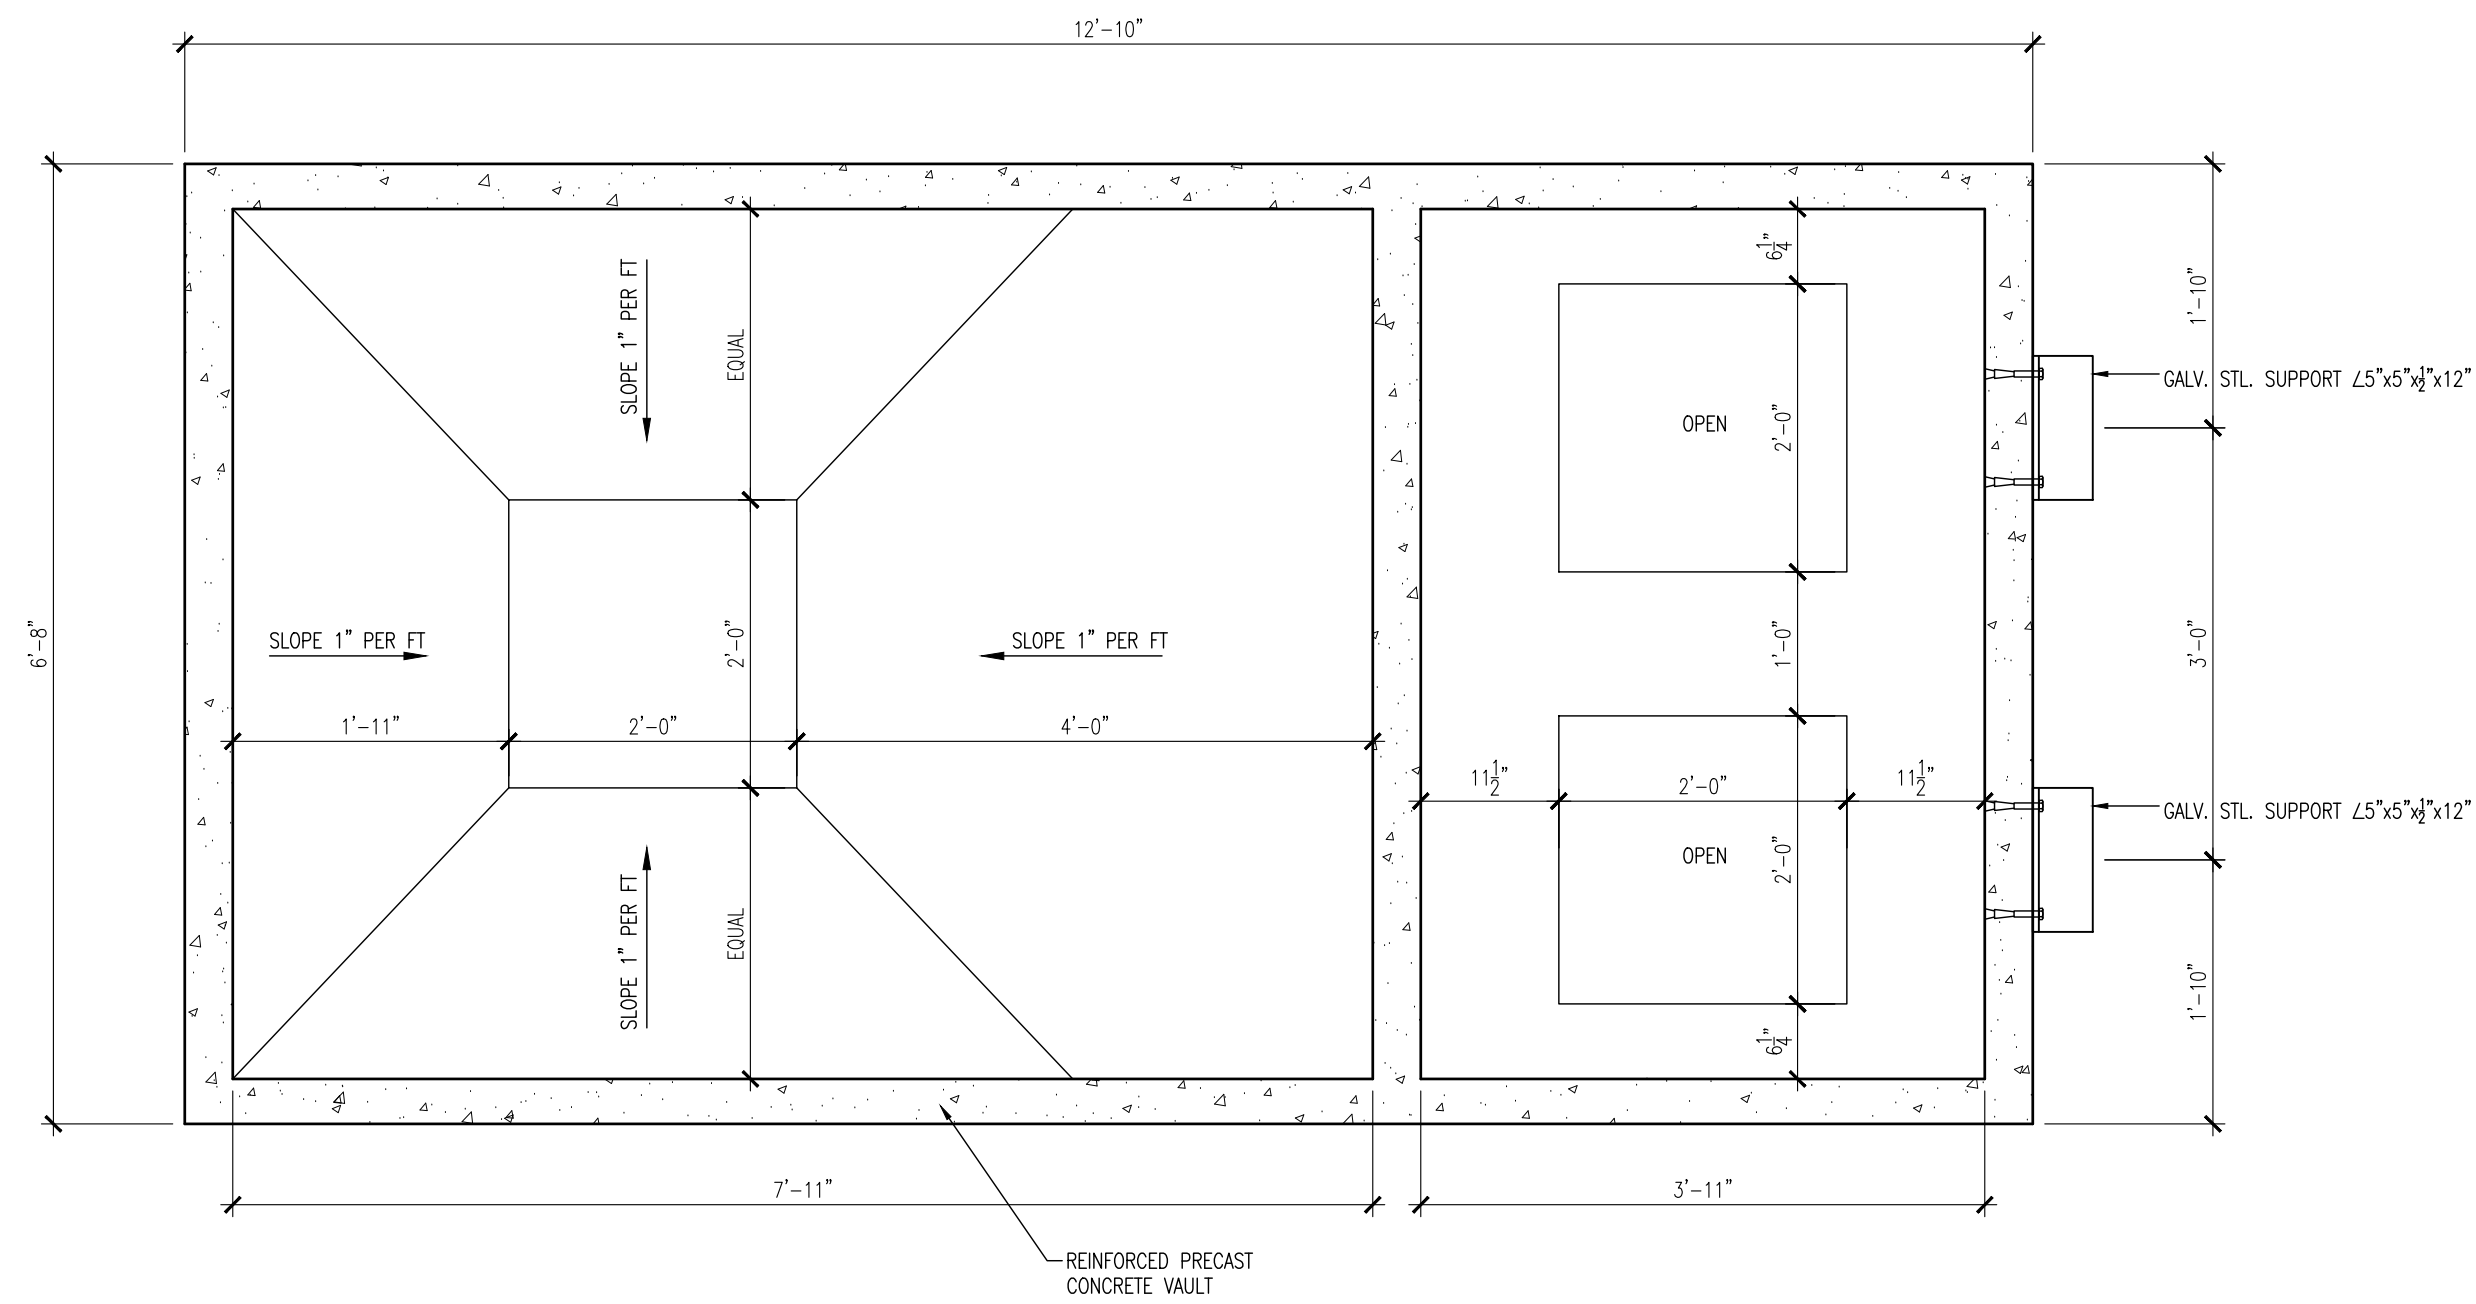 12'-10"
6'-8"
SLOPE 1" PER FT
EQUAL
6 1/4"
1'-10"
GALV. STL. SUPPORT ∠5"x5"x1/2"x12"
OPEN
2'-0"
SLOPE 1" PER FT
2'-0"
SLOPE 1" PER FT
1'-0"
3'-0"
1'-11"
2'-0"
4'-0"
11 1/2"
2'-0"
11 1/2"
GALV. STL. SUPPORT ∠5"x5"x1/2"x12"
OPEN
2'-0"
SLOPE 1" PER FT
EQUAL
6 1/4"
1'-10"
7'-11"
3'-11"
REINFORCED PRECAST
CONCRETE VAULT